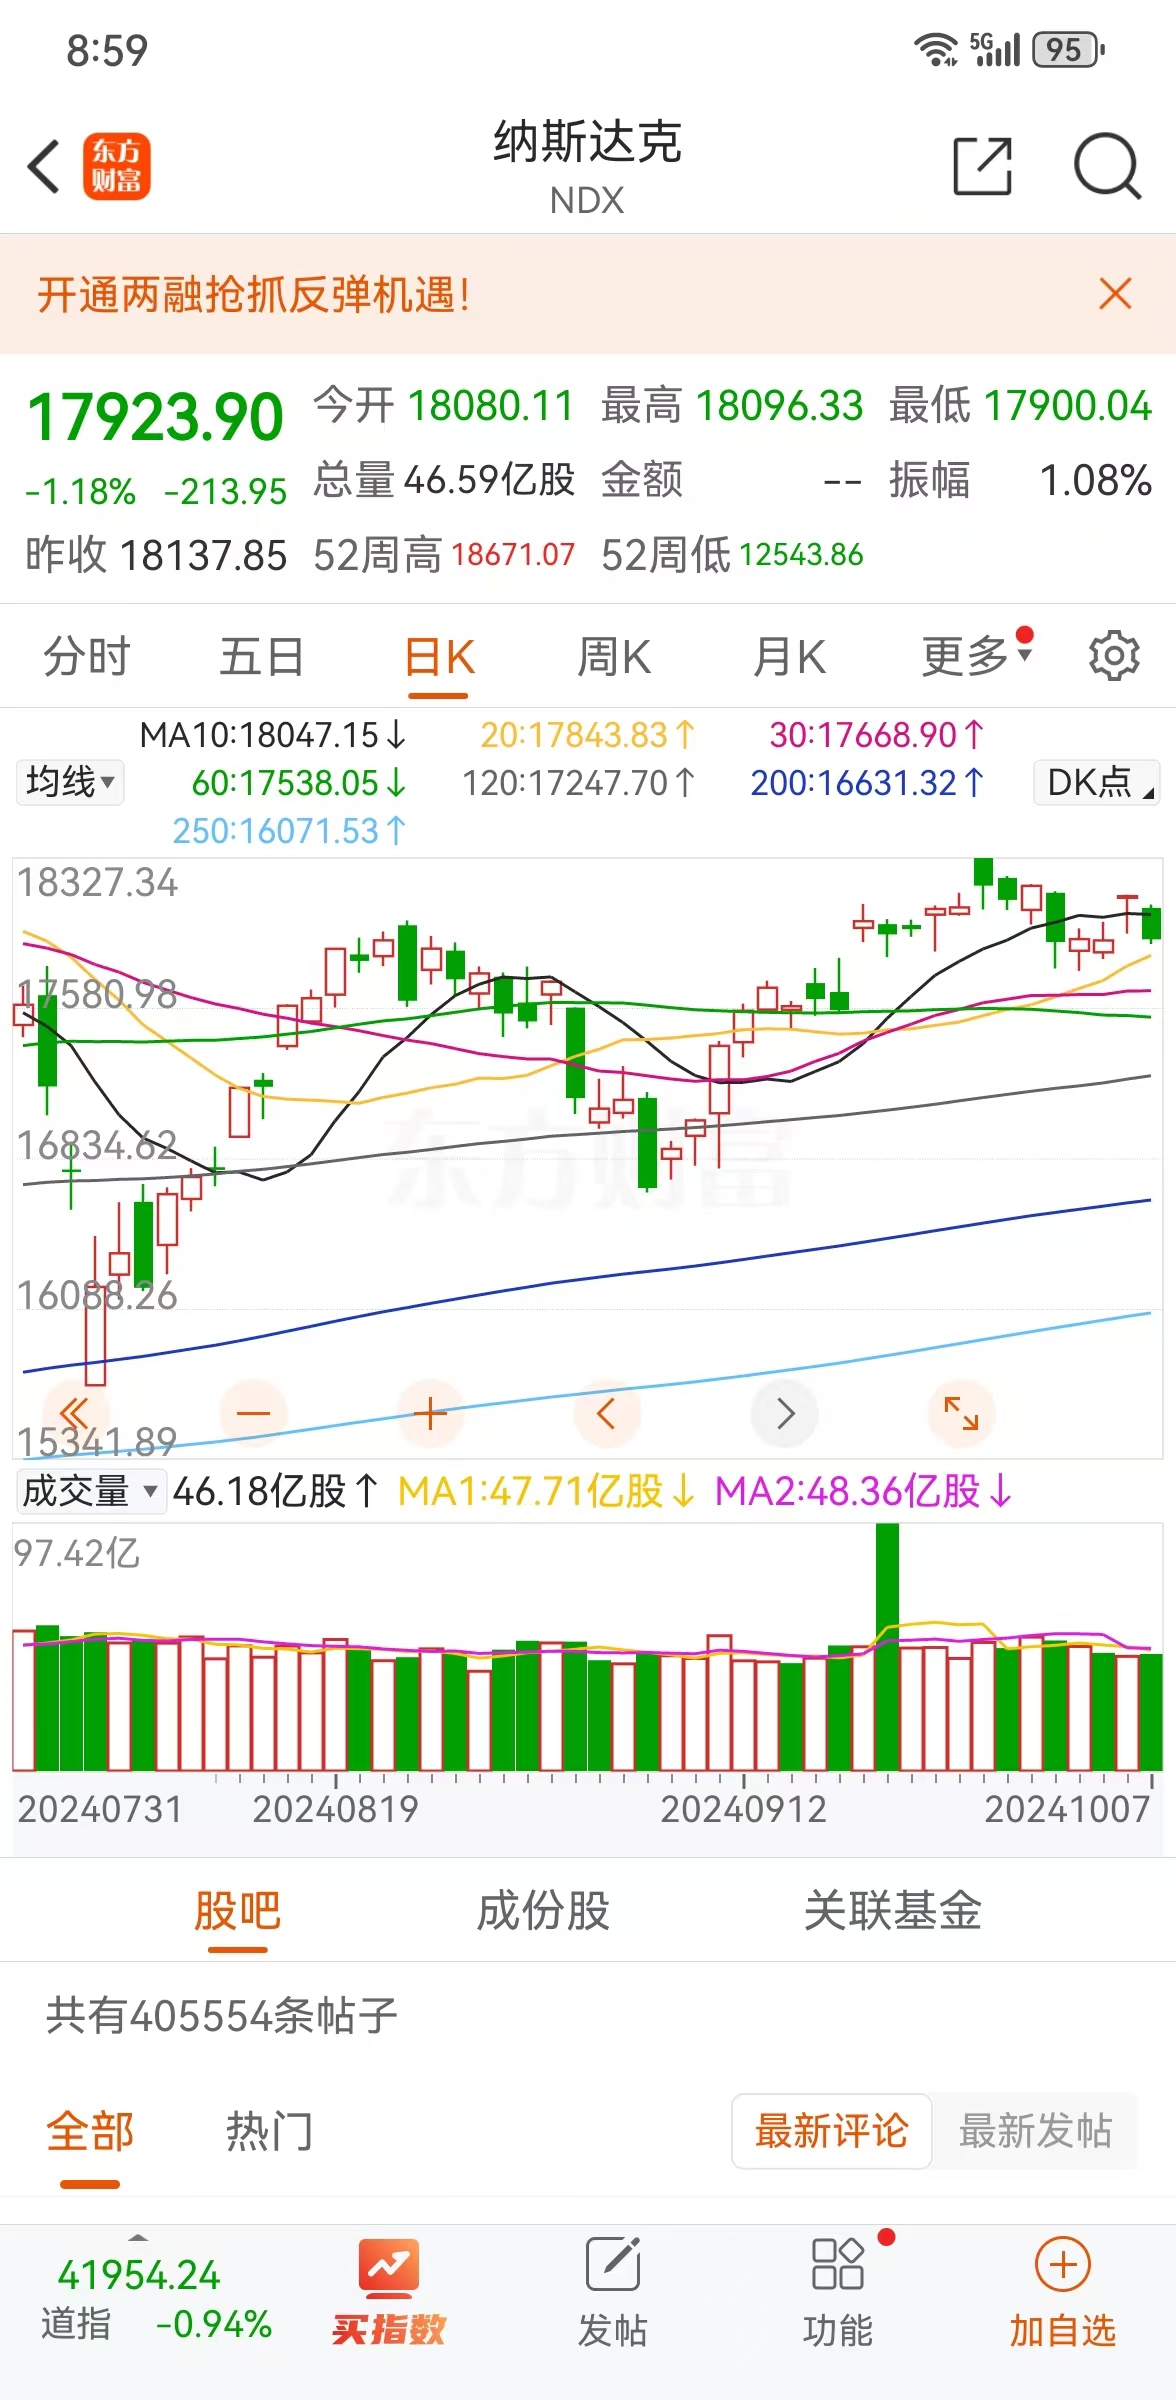 8:59
5G
95
东方
财富
纳斯达克
NDX
开通两融抢抓反弹机遇!
17923.90
今开 18080.11 最高 18096.33 最低 17900.04
-1.18% -213.95 总量 46.59亿股 金额 -- 振幅 1.08%
昨收 18137.85 52周高 18671.07 52周低 12543.86
分时 五日 日K 周K 月K 更多
MA10:18047.15↓ 20:17843.83↑ 30:17668.90↑
均线 60:17538.05↓ 120:17247.70↑ 200:16631.32↑ DK点
250:16071.53↑
18327.34
17580.98
16834.62
东方财富
16088.26
15341.89
成交量 46.18亿股↑ MA1:47.71亿股↓ MA2:48.36亿股↓
97.42亿
20240731 20240819 20240912 20241007
股吧 成份股 关联基金
共有405554条帖子
全部 热门 最新评论 最新发帖
41954.24
道指 -0.94% 买指数 发帖 功能 加自选